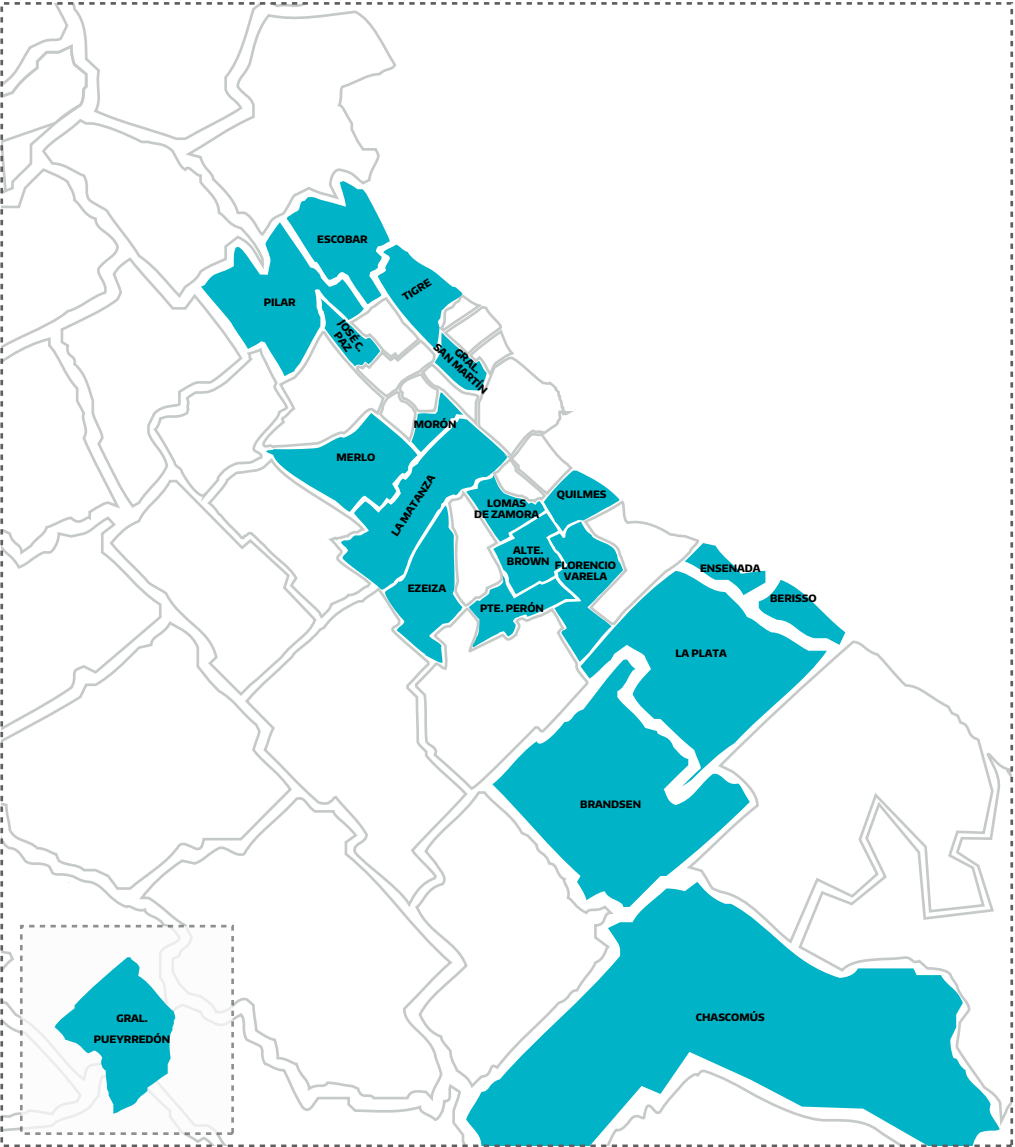 ESCOBAR
TIGRE
PILAR
JOSÉ C.
PAZ
GRAL.
SAN MARTÍN
MORÓN
MERLO
LA MATANZA
QUILMES
LOMAS
DE ZAMORA
ALTE.
BROWN
FLORENCIO
VARELA
ENSENADA
EZEIZA
BERISSO
PTE. PERÓN
LA PLATA
BRANDSEN
CHASCOMÚS
GRAL.
PUEYRREDÓN